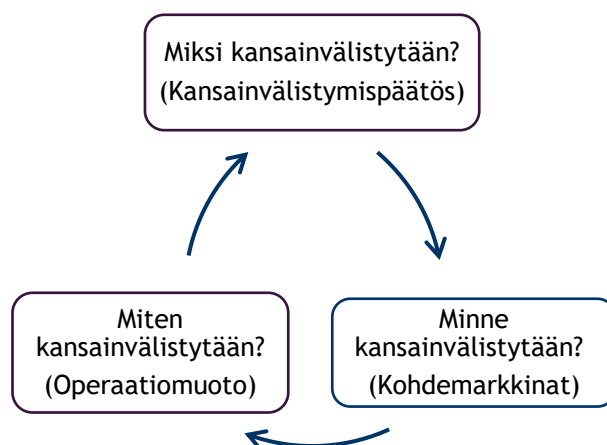 Miksi kansainvälistytään?
(Kansainvälistymispäätös)
Miten
kansainvälistytään?
(Operaatiomuoto)
Minne
kansainvälistytään?
(Kohdemarkkinat)